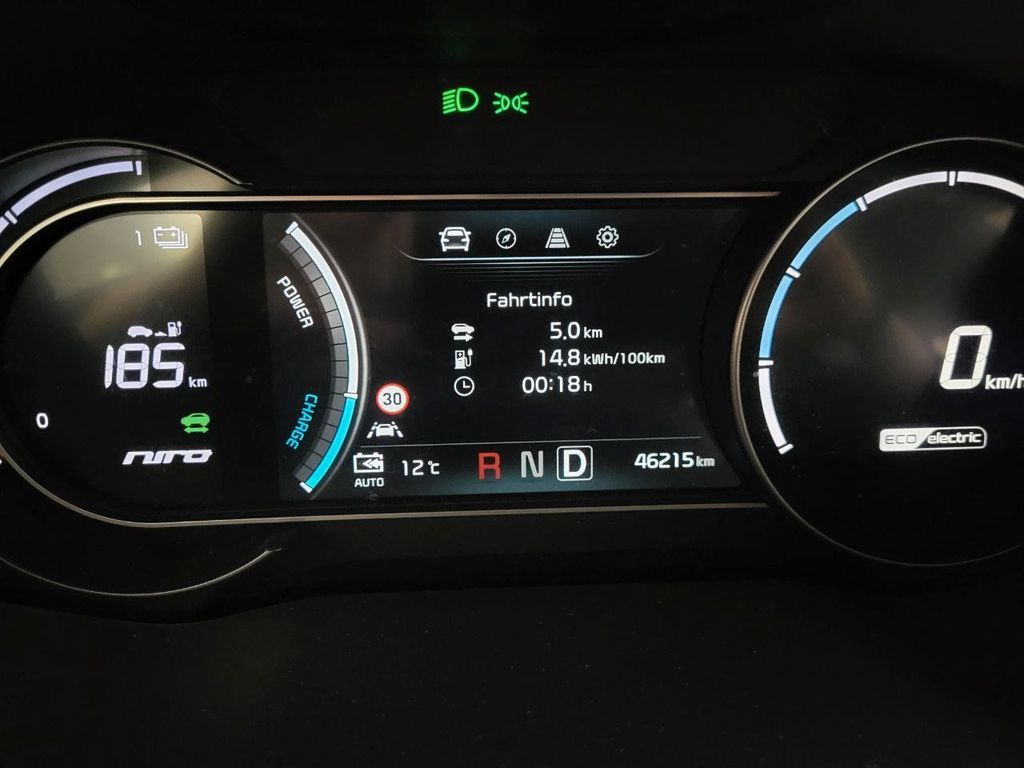 1
185 km
0
niro
POWER
CHARGE
Fahrtinfo
5.0 km
14.8 kWh/100km
00:18 h
30
AUTO
12°C
R N D
46215 km
0 km/h
ECO electric